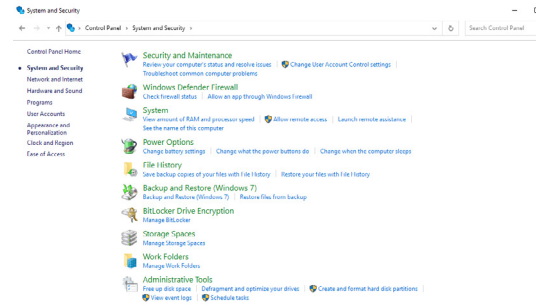 System and Security
Control Panel > System and Security >
Search Control Panel
Control Panel Home
System and Security
Network and Internet
Hardware and Sound
Programs
User Accounts
Appearance and
Personalization
Clock and Region
Ease of Access
Security and Maintenance
Review your computer's status and resolve issues | Change User Account Control settings |
Troubleshoot common computer problems
Windows Defender Firewall
Check firewall status | Allow an app through Windows Firewall
System
View amount of RAM and processor speed | Allow remote access | Launch remote assistance |
See the name of this computer
Power Options
Change battery settings | Change what the power buttons do | Change when the computer sleeps
File History
Save backup copies of your files with File History | Restore your files with File History
Backup and Restore (Windows 7)
Backup and Restore (Windows 7) | Restore files from backup
BitLocker Drive Encryption
Manage BitLocker
Storage Spaces
Manage Storage Spaces
Work Folders
Manage Work Folders
Administrative Tools
Free up disk space | Defragment and optimize your drives | Create and format hard disk partitions |
View event logs | Schedule tasks